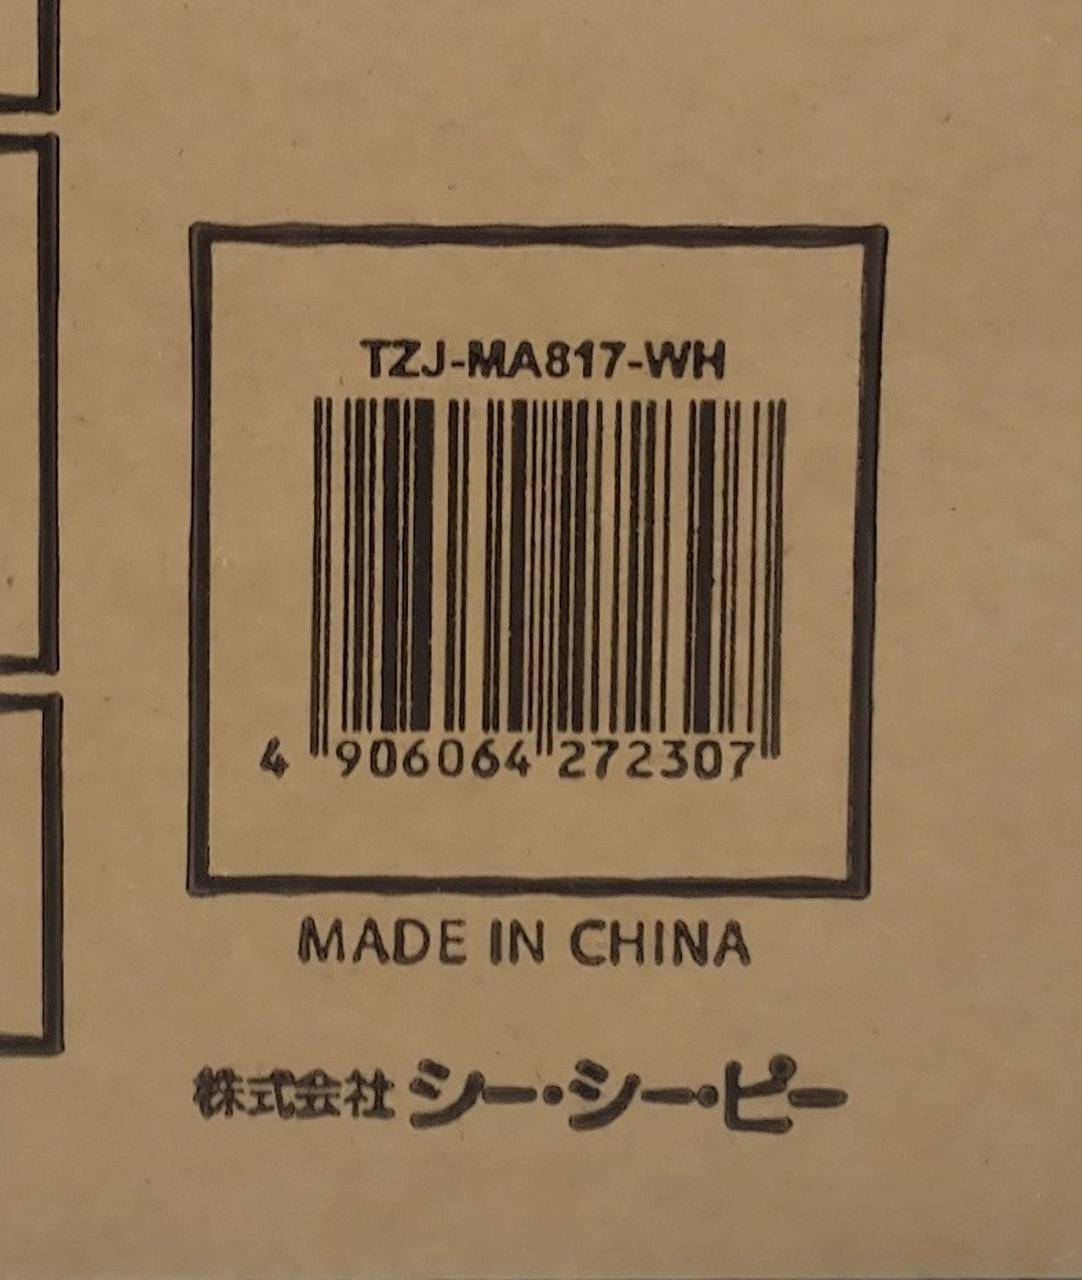 TZJ-MA817-WH
4 906064 272307
MADE IN CHINA
株式会社 シー・シー・ピー